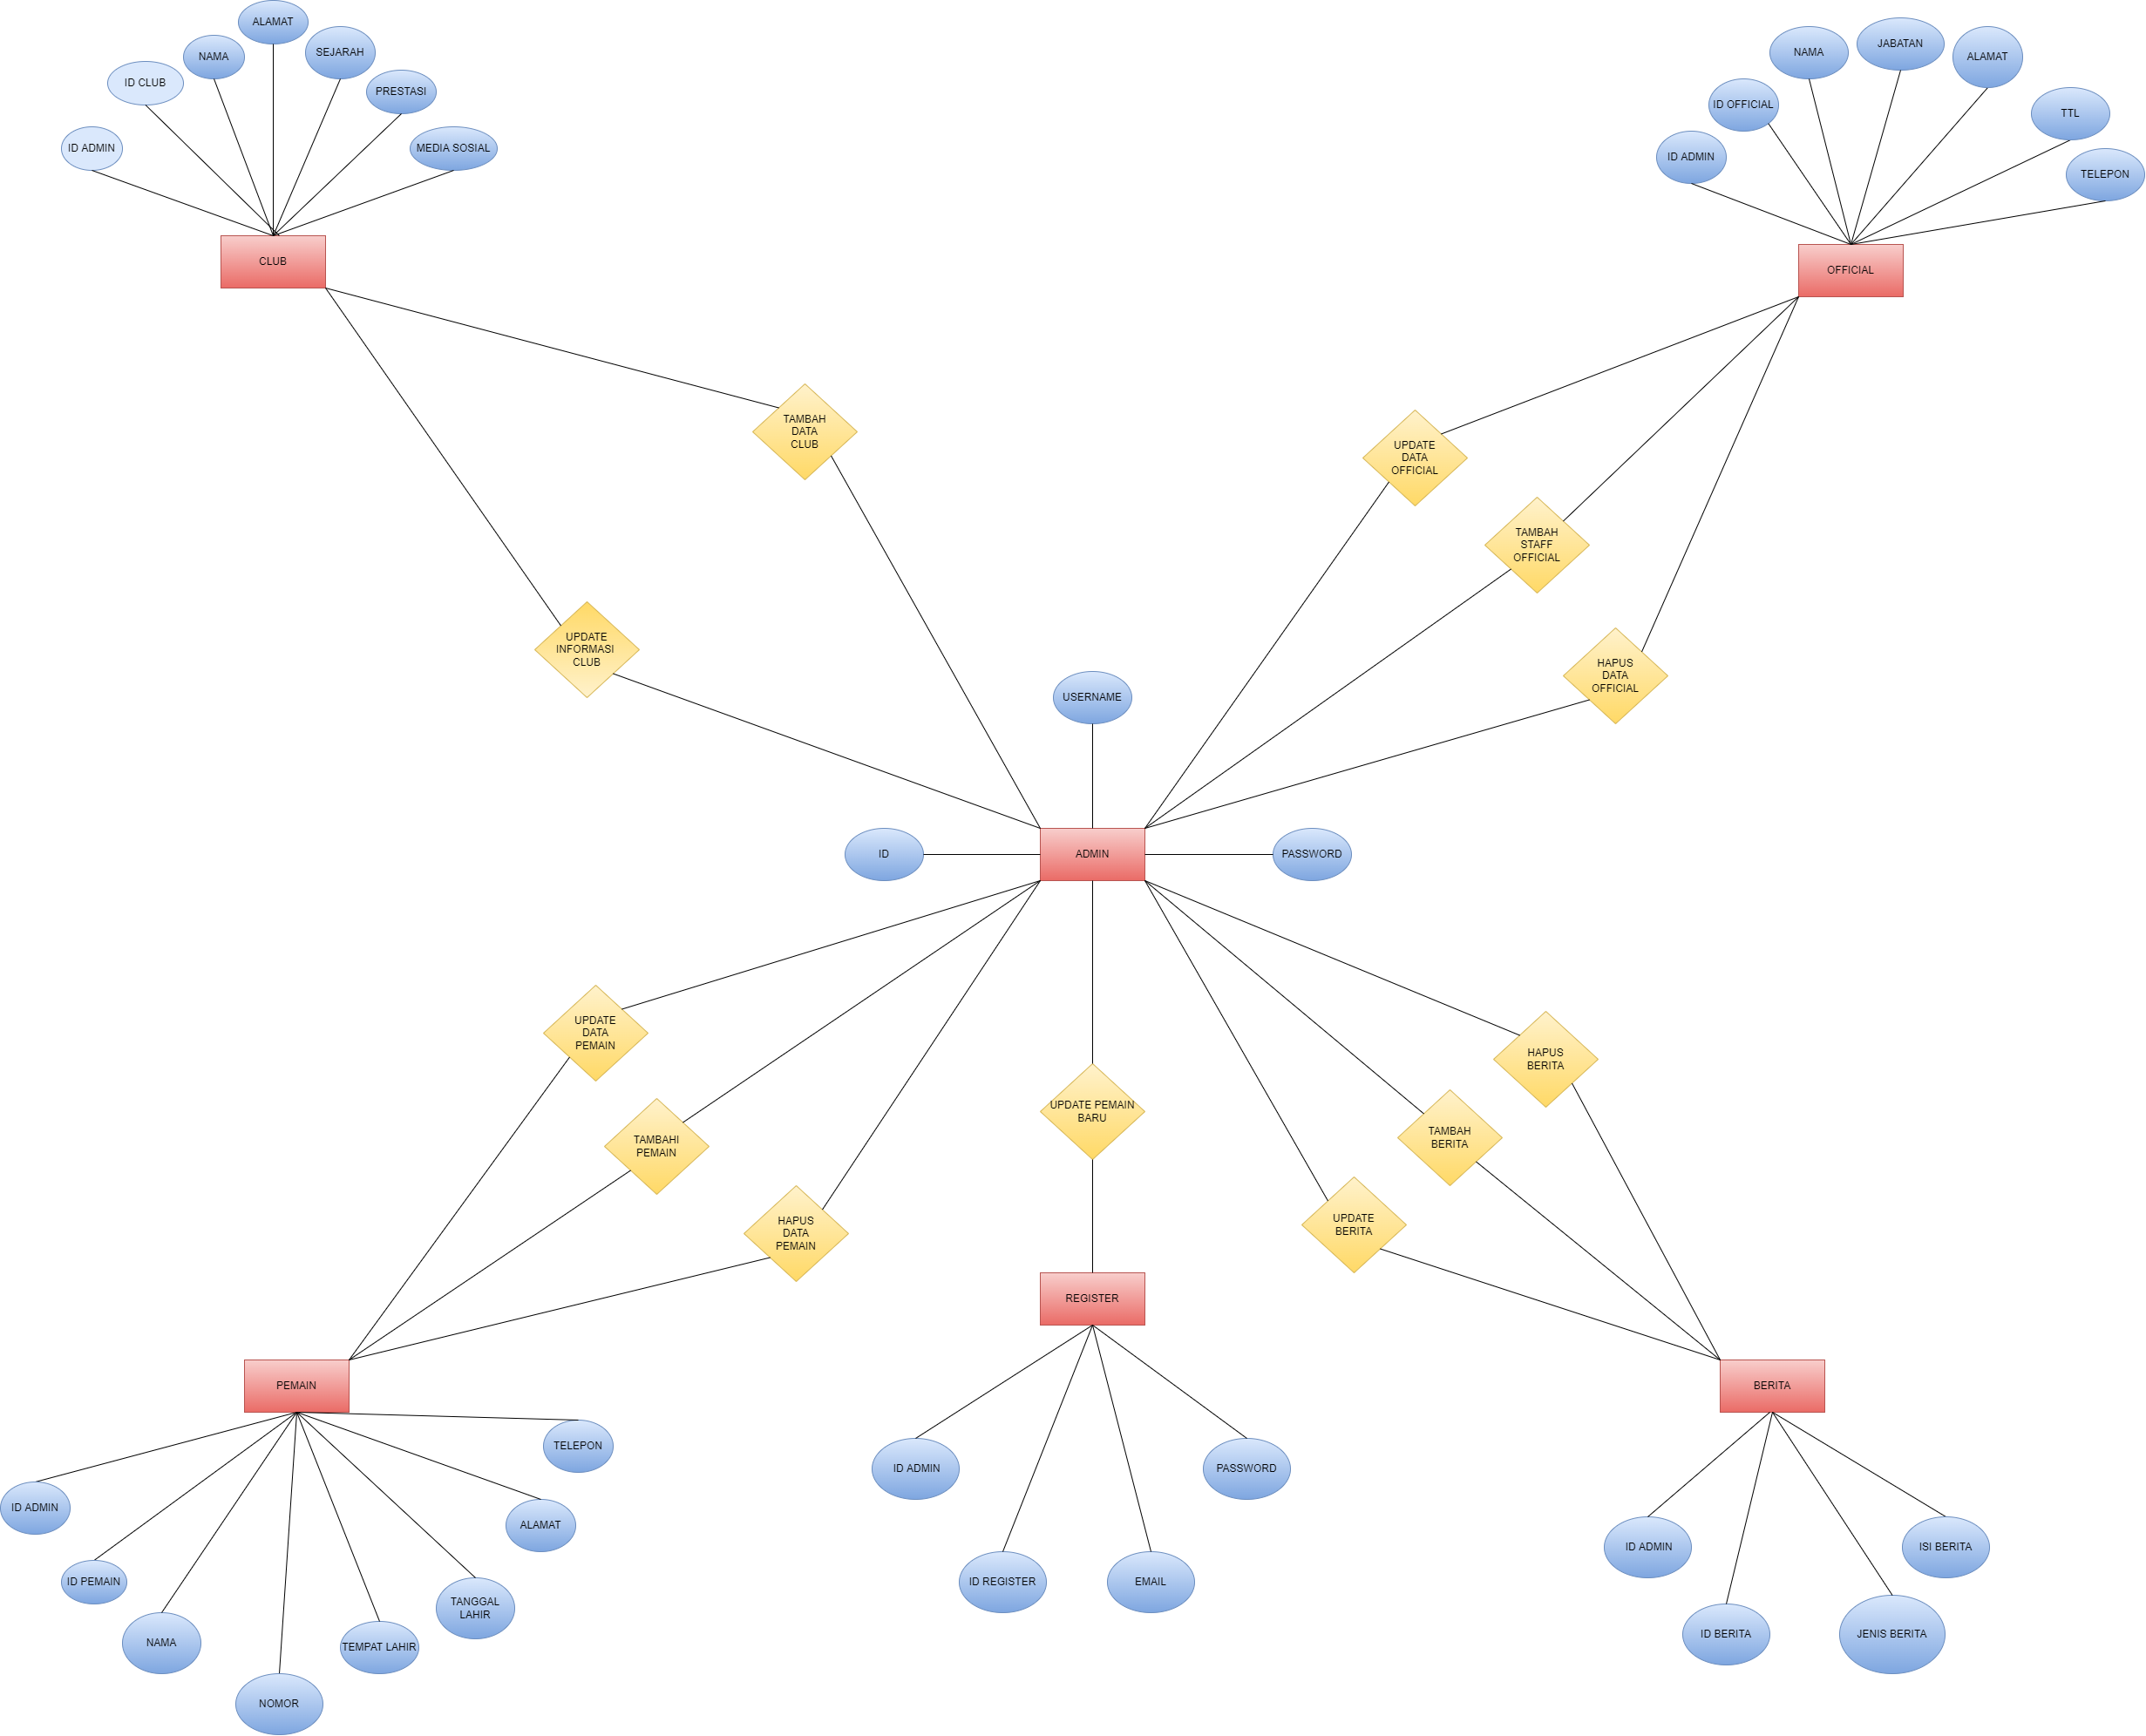 ALAMAT
NAMA
SEJARAH
ID CLUB
PRESTASI
ID ADMIN
MEDIA SOSIAL
CLUB
NAMA
JABATAN
ALAMAT
ID OFFICIAL
TTL
ID ADMIN
TELEPON
OFFICIAL
TAMBAH
DATA
CLUB
UPDATE
DATA
OFFICIAL
TAMBAH
STAFF
OFFICIAL
UPDATE
INFORMASI
CLUB
HAPUS
DATA
OFFICIAL
USERNAME
ID
ADMIN
PASSWORD
UPDATE
DATA
PEMAIN
HAPUS
BERITA
UPDATE PEMAIN
BARU
TAMBAHI
PEMAIN
TAMBAH
BERITA
HAPUS
DATA
PEMAIN
UPDATE
BERITA
REGISTER
PEMAIN
BERITA
TELEPON
ID ADMIN
ALAMAT
ID PEMAIN
TANGGAL
LAHIR
NAMA
TEMPAT LAHIR
NOMOR
ID ADMIN
PASSWORD
ID REGISTER
EMAIL
ID ADMIN
ISI BERITA
ID BERITA
JENIS BERITA